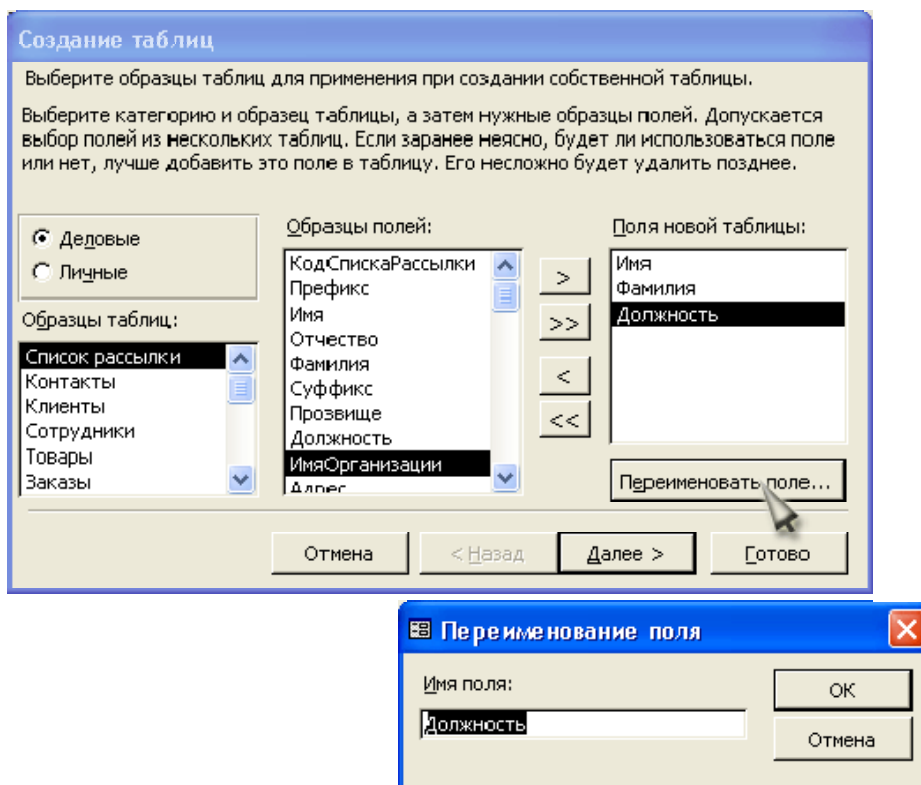 Создание таблиц
Выберите образцы таблиц для применения при создании собственной таблицы.
Выберите категорию и образец таблицы, а затем нужные образцы полей. Допускается
выбор полей из нескольких таблиц. Если заранее неясно, будет ли использоваться поле
или нет, лучше добавить это поле в таблицу. Его несложно будет удалить позднее.
Деловые
Личные
Образцы таблиц:
Список рассылки
Контакты
Клиенты
Сотрудники
Товары
Заказы
Образцы полей:
КодСпискаРассылки
Префикс
Имя
Отчество
Фамилия
Суффикс
Прозвище
Должность
ИмяОрганизации
Адрес
>
>>
<
<<
Поля новой таблицы:
Имя
Фамилия
Должность
Переименовать поле...
Отмена
< Назад
Далее >
Готово
Переименование поля
Имя поля:
Должность
ОК
Отмена